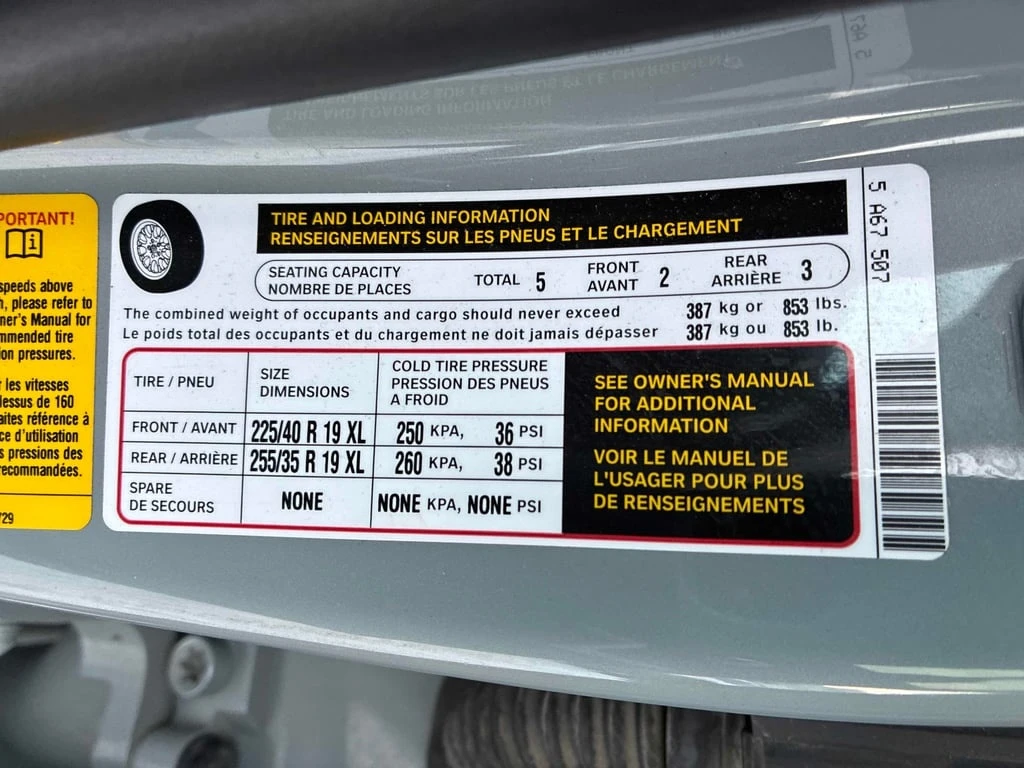 PORTANT!
speeds above
h, please refer to
ner's Manual for
mmended tire
ion pressures.
r les vitesses
dessus de 160
aites référence à
ce d'utilisation
s pressions des
recommandées.
729
TIRE AND LOADING INFORMATION
RENSEIGNEMENTS SUR LES PNEUS ET LE CHARGEMENT
SEATING CAPACITY
NOMBRE DE PLACES
TOTAL 5
FRONT
AVANT 2
REAR
ARRIÈRE 3
The combined weight of occupants and cargo should never exceed 387 kg or 853 lbs.
Le poids total des occupants et du chargement ne doit jamais dépasser 387 kg ou 853 lb.
TIRE / PNEU
SIZE
DIMENSIONS
COLD TIRE PRESSURE
PRESSION DES PNEUS
A FROID
FRONT / AVANT 225/40 R 19 XL 250 KPA, 36 PSI
REAR / ARRIÈRE 255/35 R 19 XL 260 KPA, 38 PSI
SPARE
DE SECOURS NONE NONE KPA, NONE PSI
SEE OWNER'S MANUAL
FOR ADDITIONAL
INFORMATION
VOIR LE MANUEL DE
L'USAGER POUR PLUS
DE RENSEIGNEMENTS
5 A67 507